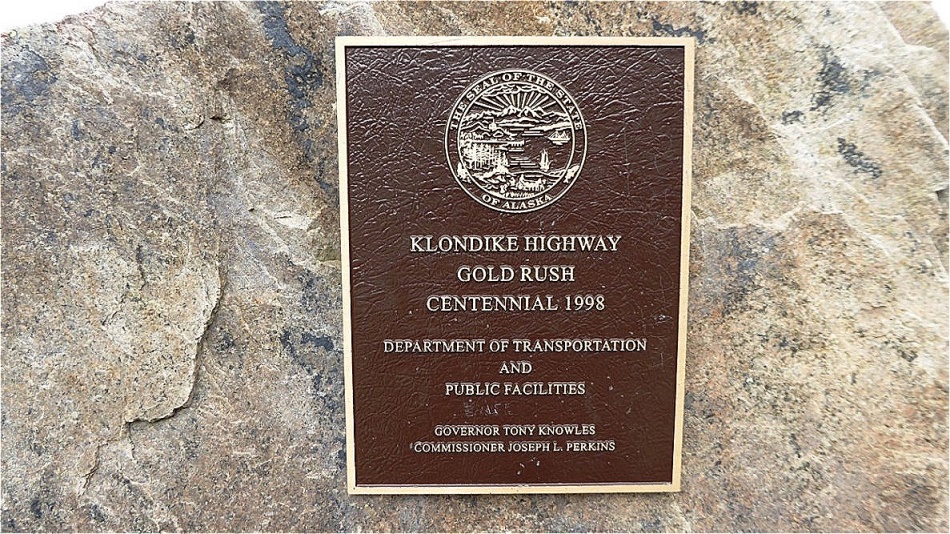 THE SEAL OF THE STATE
OF ALASKA
KLONDIKE HIGHWAY
GOLD RUSH
CENTENNIAL 1998
DEPARTMENT OF TRANSPORTATION
AND
PUBLIC FACILITIES
GOVERNOR TONY KNOWLES
COMMISSIONER JOSEPH L. PERKINS